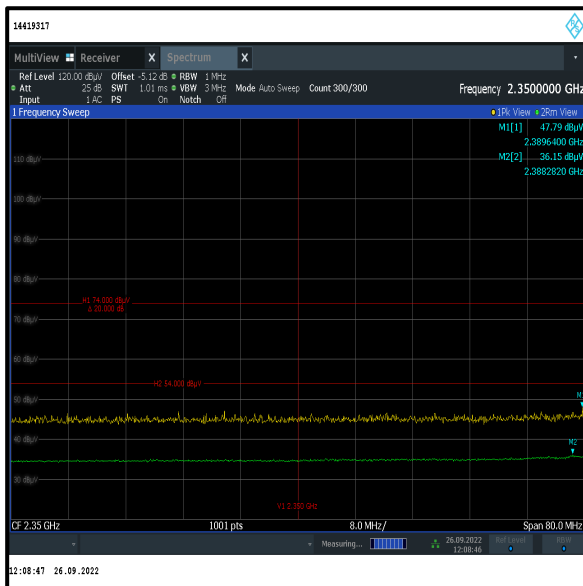 14419317
MultiView Receiver X Spectrum X
Ref Level 120.00 dBµV Offset -5.12 dB RBW 1 MHz
Att 25 dB SWT 1.01 ms VBW 3 MHz Mode Auto Sweep Count 300/300 Frequency 2.3500000 GHz
Input 1 AC PS On Notch Off
1 Frequency Sweep 1Pk View 2Rm View
M1[1] 47.79 dBµV
2.3896400 GHz
M2[2] 36.15 dBµV
2.3882820 GHz
110 dBµV
100 dBµV
90 dBµV
80 dBµV
H1 74.000 dBµV
Δ 20.000 dB
70 dBµV
60 dBµV
H2 54.000 dBµV
50 dBµV
M1
40 dBµV
M2
30 dBµV
V1 2.350 GHz
CF 2.35 GHz 1001 pts 8.0 MHz/ Span 80.0 MHz
Measuring... 26.09.2022 12:08:46 Ref Level RBW
12:08:47 26.09.2022